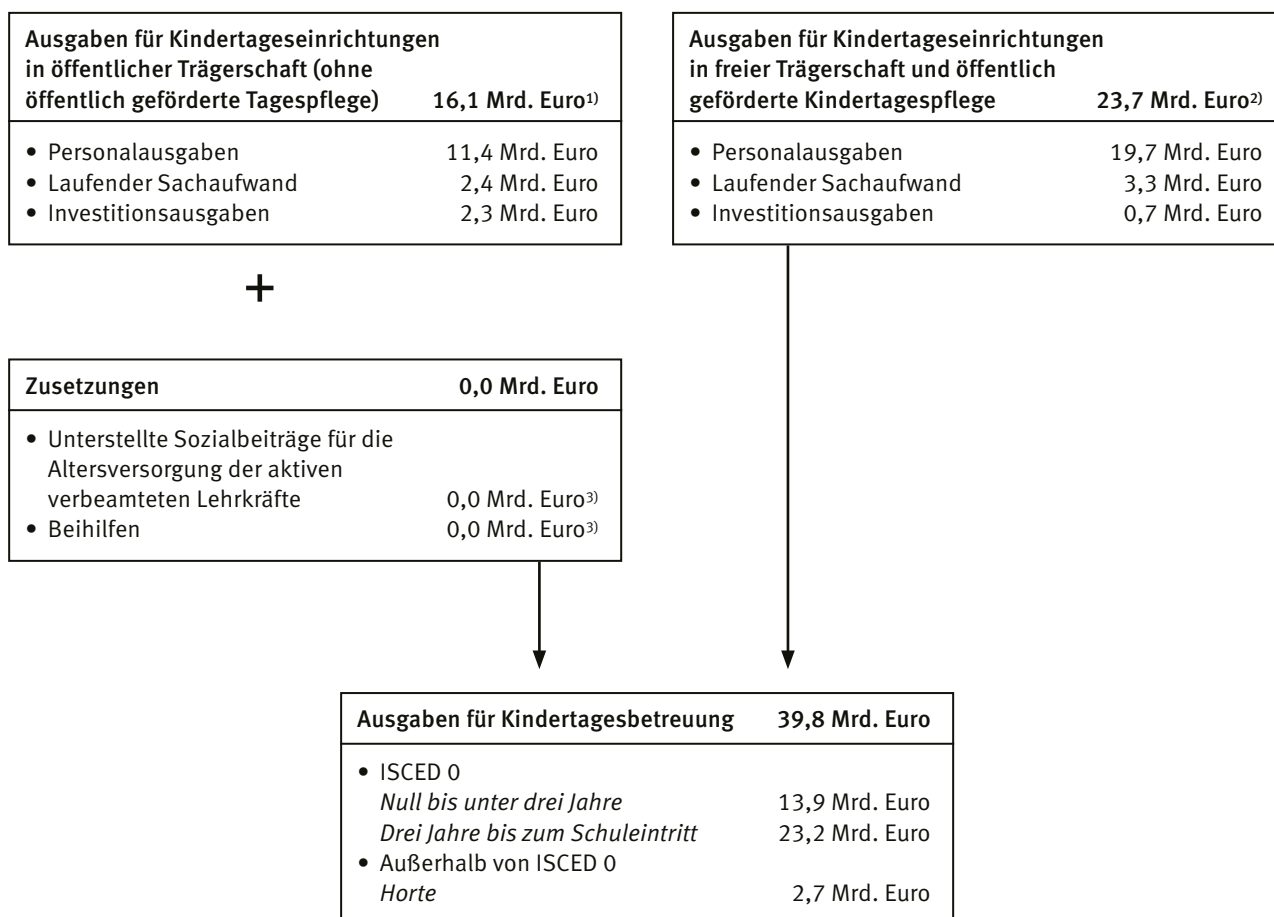 Ausgaben für Kindertageseinrichtungen
in öffentlicher Trägerschaft (ohne
öffentlich geförderte Tagespflege) 16,1 Mrd. Euro1)
• Personalausgaben 11,4 Mrd. Euro
• Laufender Sachaufwand 2,4 Mrd. Euro
• Investitionsausgaben 2,3 Mrd. Euro
+
Zusetzungen 0,0 Mrd. Euro
• Unterstellte Sozialbeiträge für die
Altersversorgung der aktiven
verbeamteten Lehrkräfte 0,0 Mrd. Euro3)
• Beihilfen 0,0 Mrd. Euro3)
Ausgaben für Kindertageseinrichtungen
in freier Trägerschaft und öffentlich
geförderte Kindertagespflege 23,7 Mrd. Euro2)
• Personalausgaben 19,7 Mrd. Euro
• Laufender Sachaufwand 3,3 Mrd. Euro
• Investitionsausgaben 0,7 Mrd. Euro
Ausgaben für Kindertagesbetreuung 39,8 Mrd. Euro
• ISCED 0
Null bis unter drei Jahre 13,9 Mrd. Euro
Drei Jahre bis zum Schuleintritt 23,2 Mrd. Euro
• Außerhalb von ISCED 0
Horte 2,7 Mrd. Euro